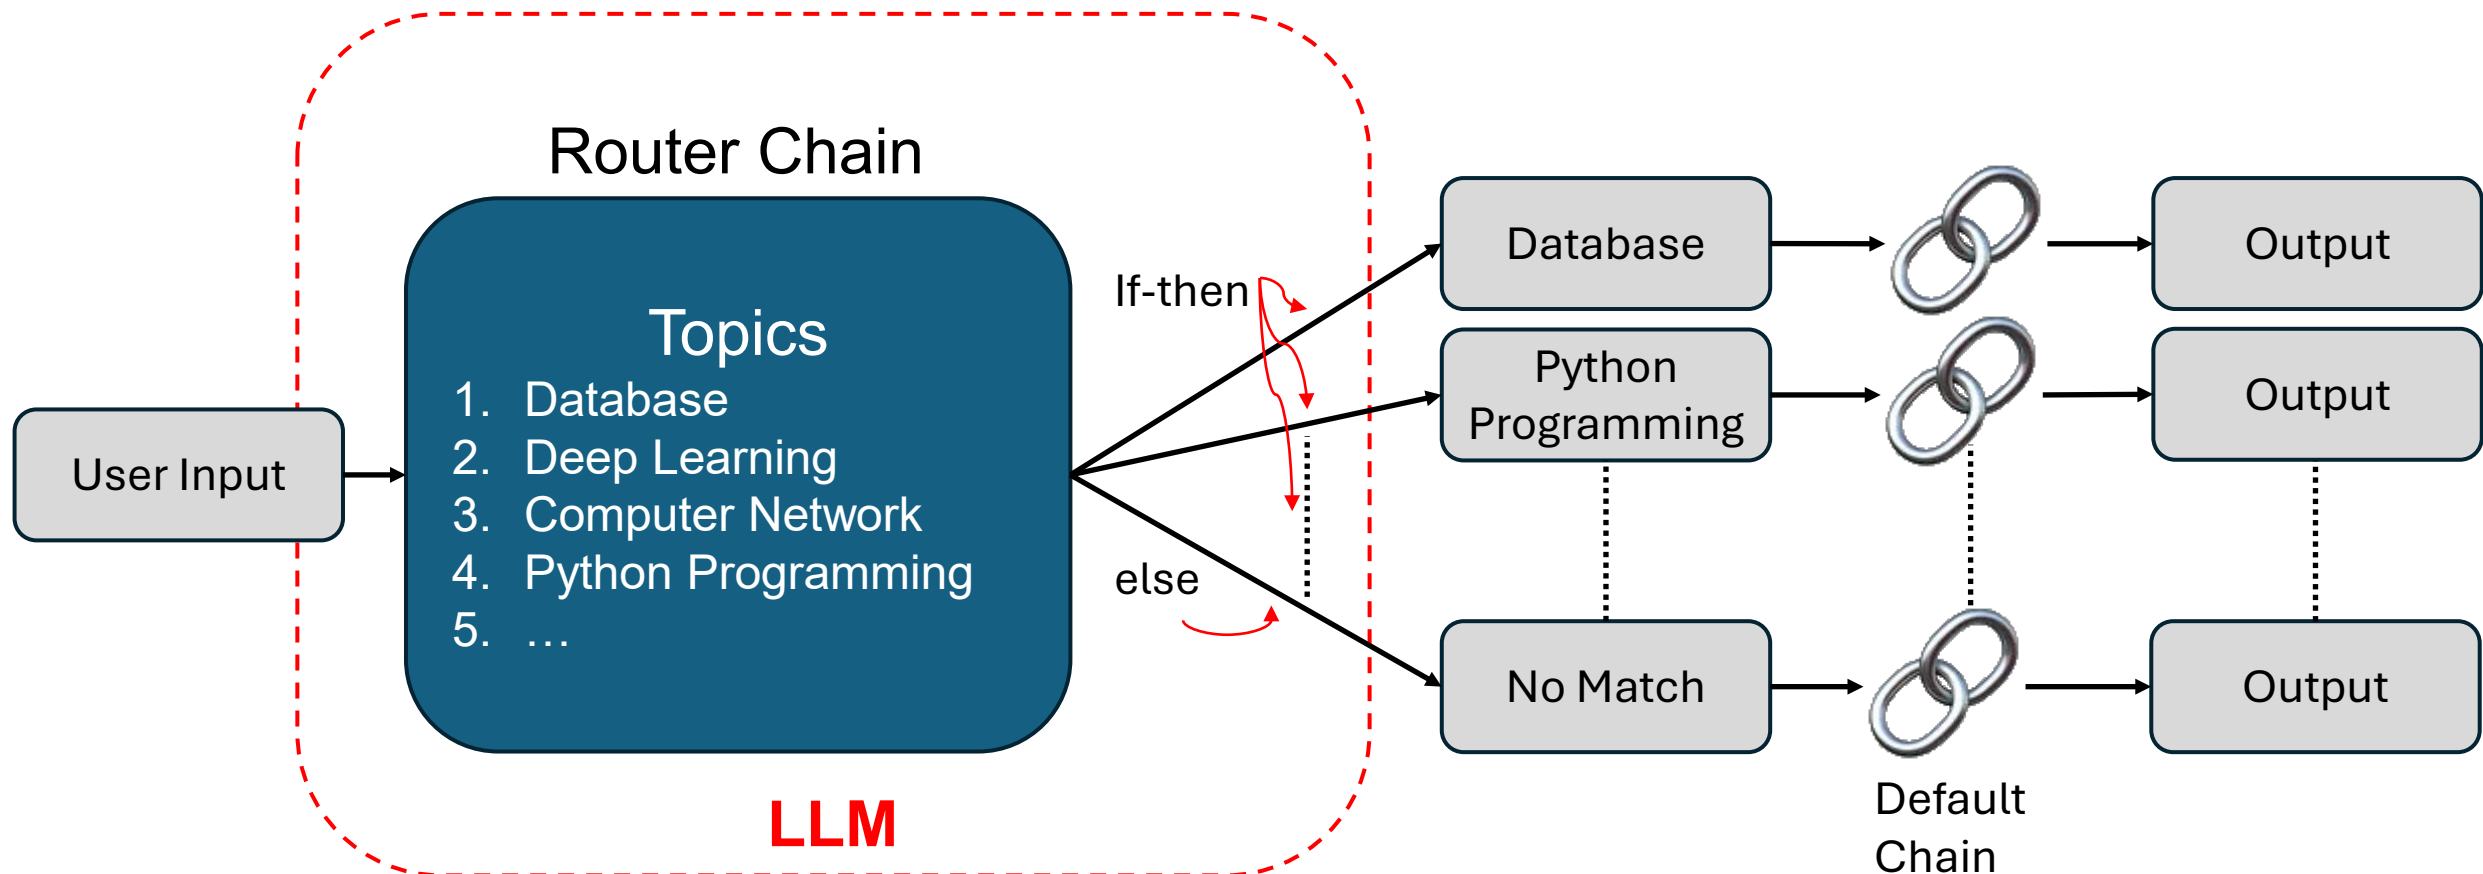 Router Chain
Topics
1. Database
2. Deep Learning
3. Computer Network
4. Python Programming
5. …
User Input
LLM
If-then
else
Database
Output
Python
Programming
Output
No Match
Output
Default
Chain